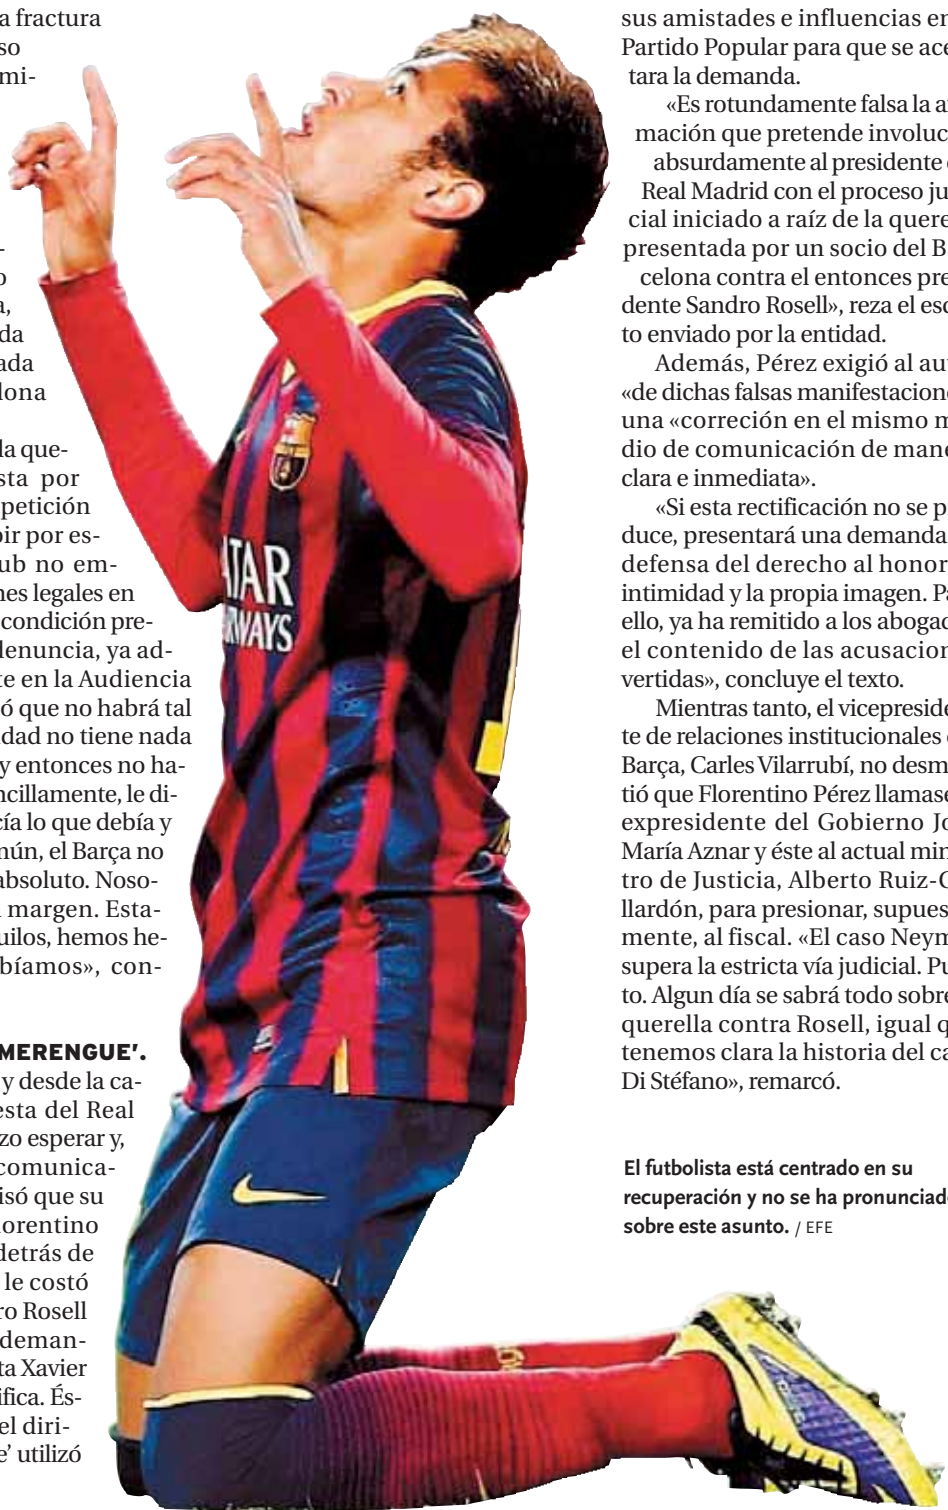 a fractura
so
mi-
-
o
a,
da
ada
lona
la que-
sta por
petición
bir por es-
ub no em-
nes legales en
condición pre-
denuncia, ya ad-
te en la Audiencia
ó que no habrá tal
idad no tiene nada
y entonces no ha-
ncillamente, le di-
cía lo que debía y
mún, el Barça no
absoluto. Noso-
margen. Esta-
uilos, hemos he-
bíamos», con-
MERENGUE'.
y desde la ca-
esta del Real
zo esperar y,
comunica-
isó que su
lorentino
detrás de
le costó
ro Rosell
deman-
ta Xavier
ifica. És-
el diri-
e' utilizó
ATAR
RWAYS
sus amistades e influencias en
Partido Popular para que se ace
tara la demanda.
«Es rotundamente falsa la a
mación que pretende involuc
absurdamente al presidente
Real Madrid con el proceso ju
cial iniciado a raíz de la quere
presentada por un socio del B
celona contra el entonces pre
dente Sandro Rosell», reza el esc
to enviado por la entidad.
Además, Pérez exigió al au
«de dichas falsas manifestacion
una «correción en el mismo m
dio de comunicación de mane
clara e inmediata».
«Si esta rectificación no se p
duce, presentará una demanda
defensa del derecho al honor
intimidad y la propia imagen. Pa
ello, ya ha remitido a los abogad
el contenido de las acusacion
vertidas», concluye el texto.
Mientras tanto, el vicepreside
te de relaciones institucionales
Barça, Carles Vilarrubí, no desm
tió que Florentino Pérez llamase
expresidente del Gobierno Jo
María Aznar y éste al actual min
tro de Justicia, Alberto Ruiz-G
llardón, para presionar, supues
mente, al fiscal. «El caso Neym
supera la estricta vía judicial. Pu
to. Algun día se sabrá todo sobre
querella contra Rosell, igual q
tenemos clara la historia del ca
Di Stéfano», remarcó.
El futbolista está centrado en su
recuperación y no se ha pronunciado
sobre este asunto. / EFE